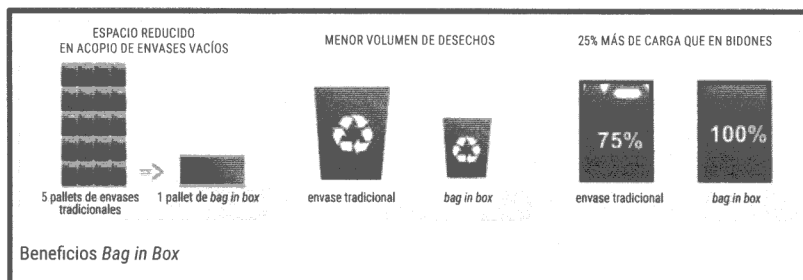 ESPACIO REDUCIDO
EN ACOPIO DE ENVASES VACÍOS
5 pallets de envases
tradicionales
1 pallet de bag in box
MENOR VOLUMEN DE DESECHOS
envase tradicional
bag in box
25% MÁS DE CARGA QUE EN BIDONES
75%
100%
envase tradicional
bag in box
Beneficios Bag in Box